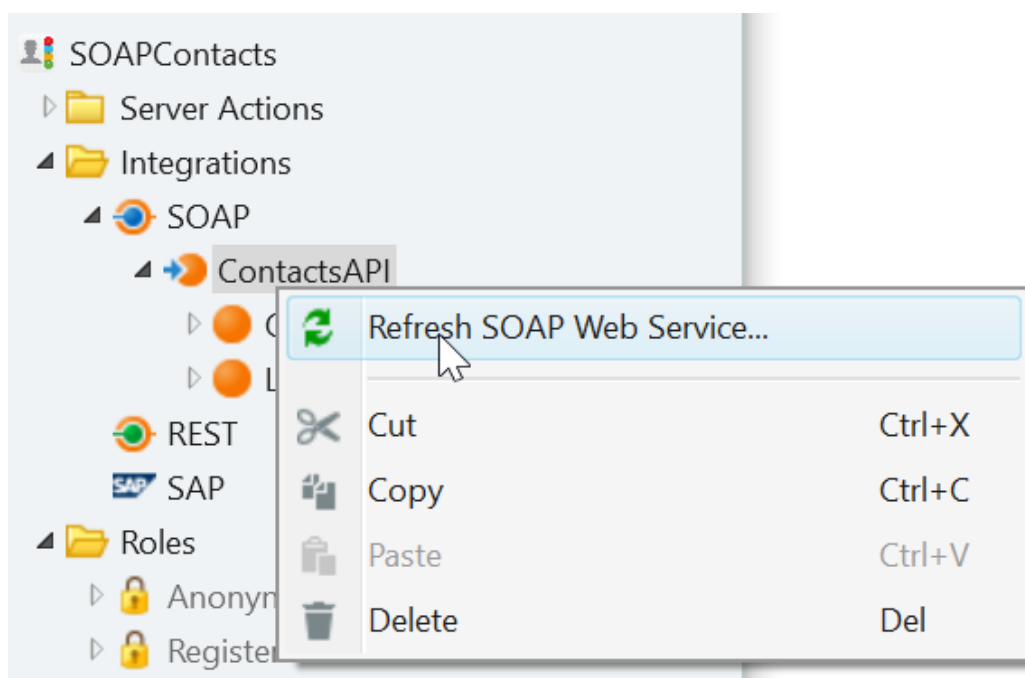 SOAPContacts
Server Actions
Integrations
SOAP
ContactsAPI
Refresh SOAP Web Service...
REST
Cut Ctrl+X
SAP SAP
Copy Ctrl+C
Roles
Paste Ctrl+V
Delete Del